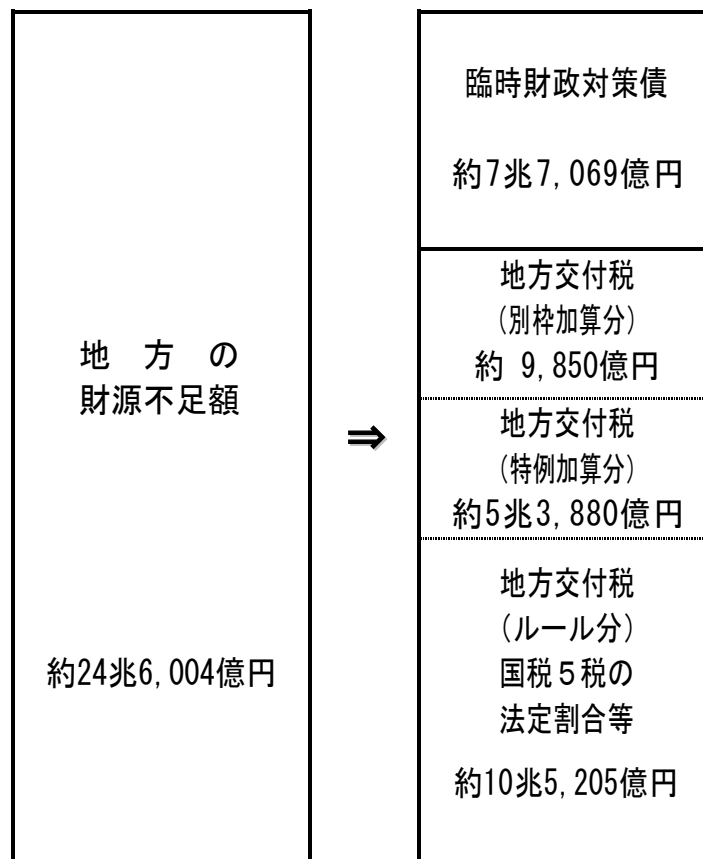 地　方　の
財源不足額
約24兆6,004億円
⇒
臨時財政対策債
約7兆7,069億円
地方交付税
（別枠加算分）
約 9,850億円
地方交付税
（特例加算分）
約5兆3,880億円
地方交付税
（ルール分）
国税５税の
法定割合等
約10兆5,205億円